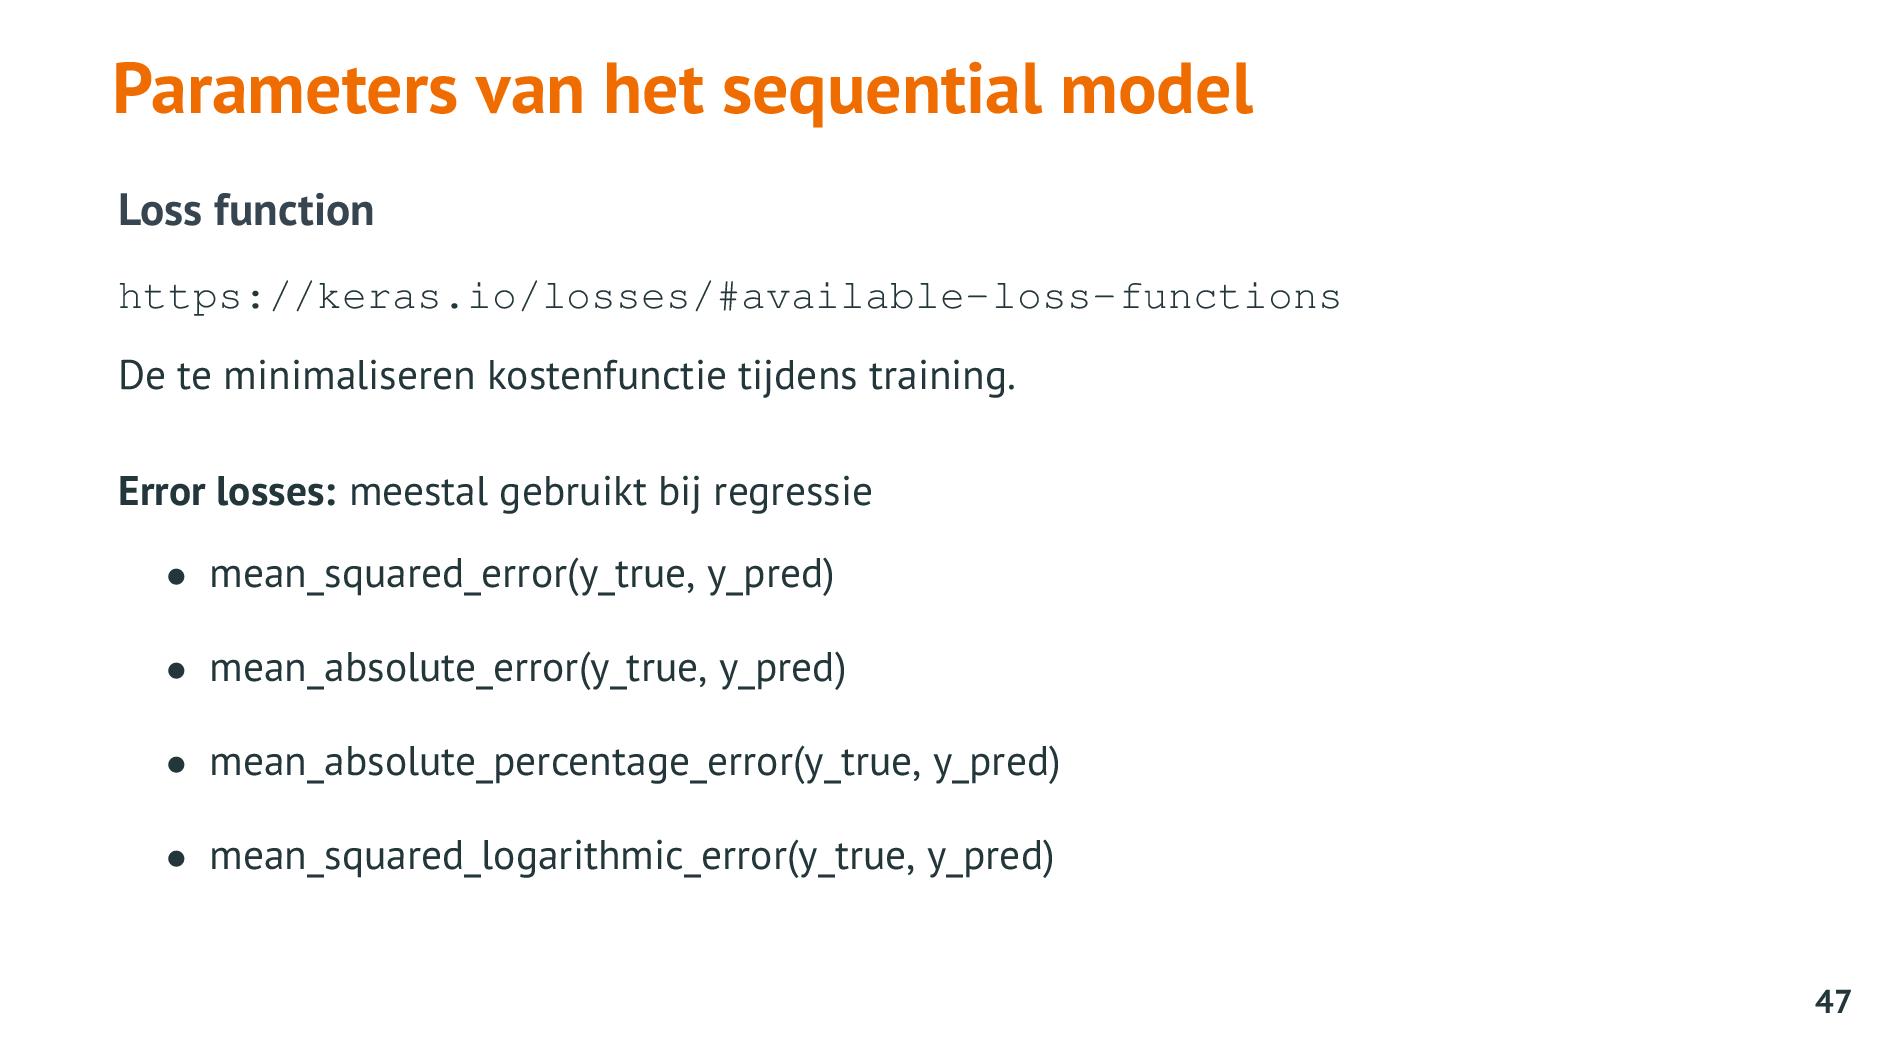 Parameters van het sequential model
Loss function
https://keras.io/losses/#available-loss-functions
De te minimaliseren kostenfunctie tijdens training.
Error losses: meestal gebruikt bij regressie
• mean_squared_error(y_true, y_pred)
• mean_absolute_error(y_true, y_pred)
• mean_absolute_percentage_error(y_true, y_pred)
• mean_squared_logarithmic_error(y_true, y_pred)
47